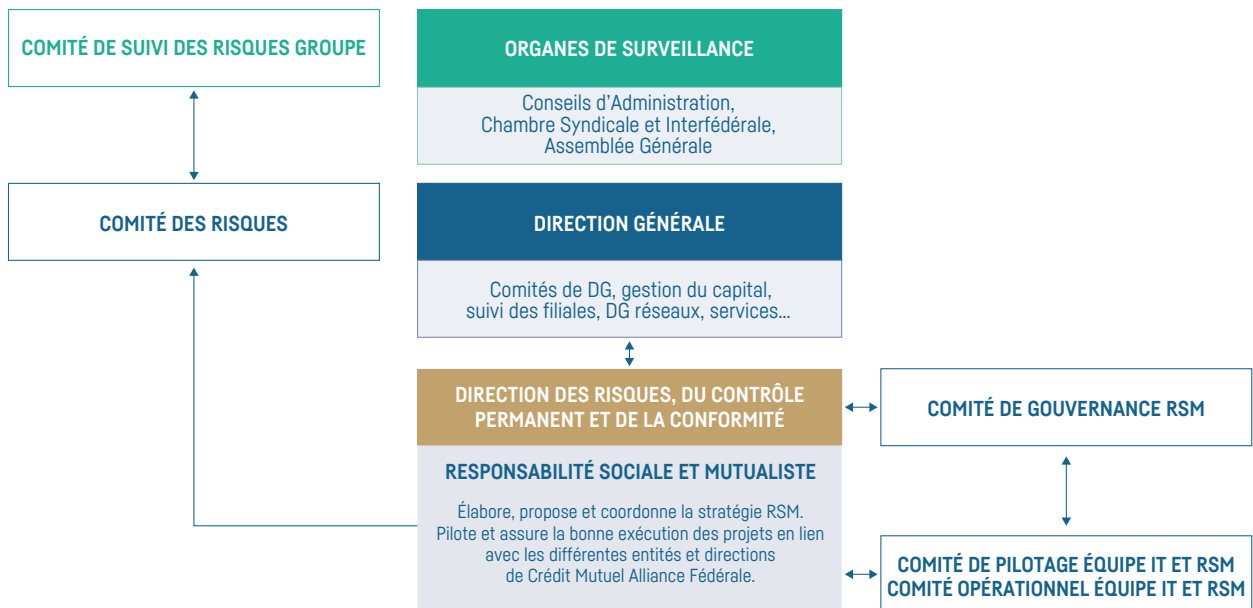 COMITÉ DE SUIVI DES RISQUES GROUPE
ORGANES DE SURVEILLANCE
Conseils d'Administration,
Chambre Syndicale et Interfédérale,
Assemblée Générale
COMITÉ DES RISQUES
DIRECTION GÉNÉRALE
Comités de DG, gestion du capital,
suivi des filiales, DG réseaux, services...
DIRECTION DES RISQUES, DU CONTRÔLE
PERMANENT ET DE LA CONFORMITÉ
COMITÉ DE GOUVERNANCE RSM
RESPONSABILITÉ SOCIALE ET MUTUALISTE
Élabore, propose et coordonne la stratégie RSM.
Pilote et assure la bonne exécution des projets en lien
avec les différentes entités et directions
de Crédit Mutuel Alliance Fédérale.
COMITÉ DE PILOTAGE ÉQUIPE IT ET RSM
COMITÉ OPÉRATIONNEL ÉQUIPE IT ET RSM